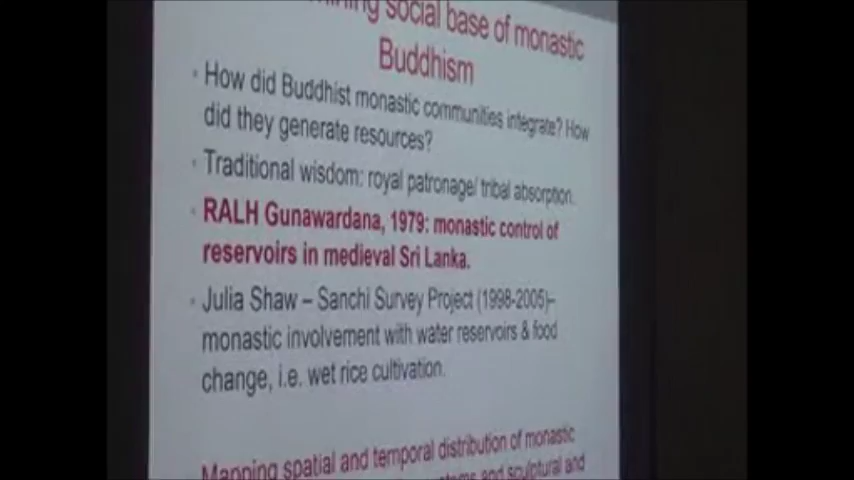 social base of monastic
Buddhism
· How did Buddhist monastic communities integrate? How
did they generate resources?
· Traditional wisdom: royal patronage/ tribal absorption.
· RALH Gunawardana, 1979: monastic control of
reservoirs in medieval Sri Lanka.
· Julia Shaw – Sanchi Survey Project (1998-2005)–
monastic involvement with water reservoirs & food
change, i.e. wet rice cultivation.
Mapping spatial and temporal distribution of monastic
and sculptural and